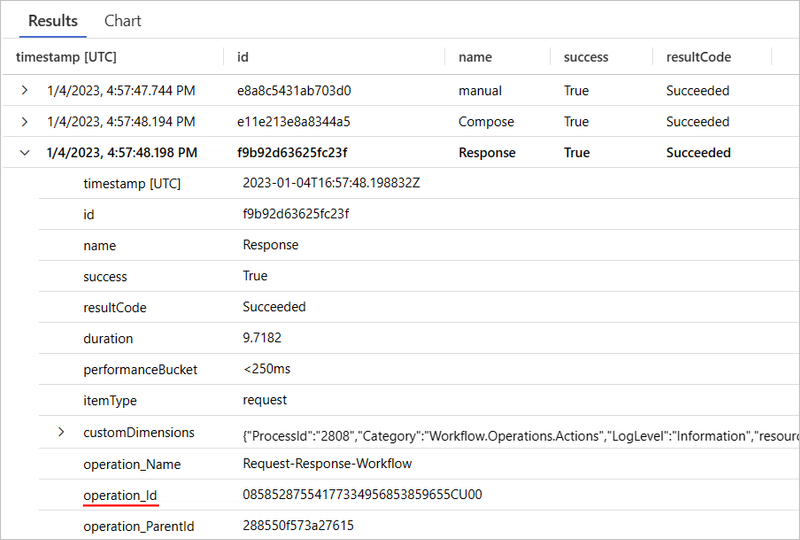 Results Chart
timestamp [UTC] id name success resultCode
1/4/2023, 4:57:47.744 PM e8a8c5431ab703d0 manual True Succeeded
1/4/2023, 4:57:48.194 PM e11e213e8a8344a5 Compose True Succeeded
1/4/2023, 4:57:48.198 PM f9b92d63625fc23f Response True Succeeded
timestamp [UTC] 2023-01-04T16:57:48.198832Z
id f9b92d63625fc23f
name Response
success True
resultCode Succeeded
duration 9.7182
performanceBucket <250ms
itemType request
customDimensions {"ProcessId":"2808","Category":"Workflow.Operations.Actions","LogLevel":"Information","resourc
operation_Name Request-Response-Workflow
operation_Id 08585287554177334956853859655CU00
operation_ParentId 288550f573a27615